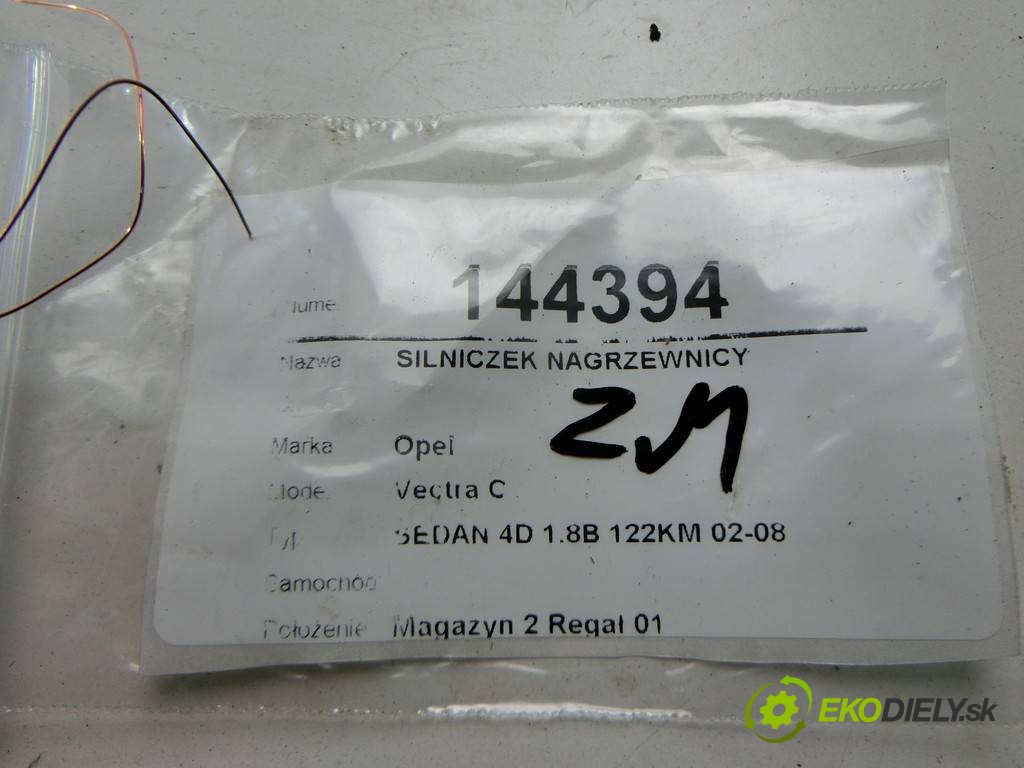 144394
Nazwa SILNICZEK NAGRZEWNICY
ZM
Marka Opel
Vectra C
SEDAN 4D 1.8B 122KM 02-08
Samochód
Położenie Magazyn 2 Regał 01
EKODIELY.sk